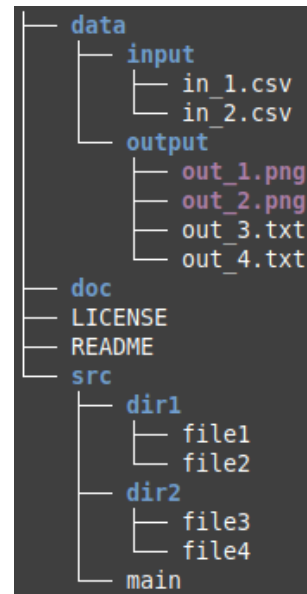 data
input
in_1.csv
in_2.csv
output
out_1.png
out_2.png
out_3.txt
out_4.txt
doc
LICENSE
README
src
dir1
file1
file2
dir2
file3
file4
main